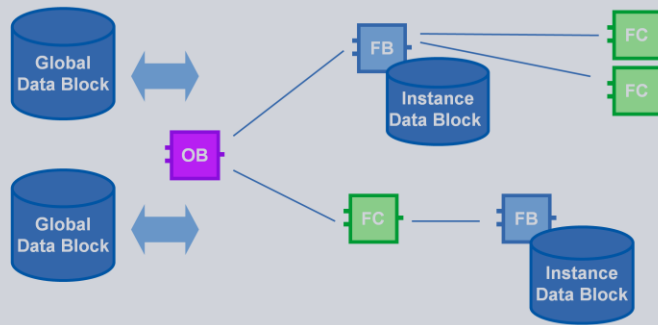 Global
Data Block
FB
FC
FC
Instance
Data Block
OB
Global
Data Block
FC
FB
Instance
Data Block